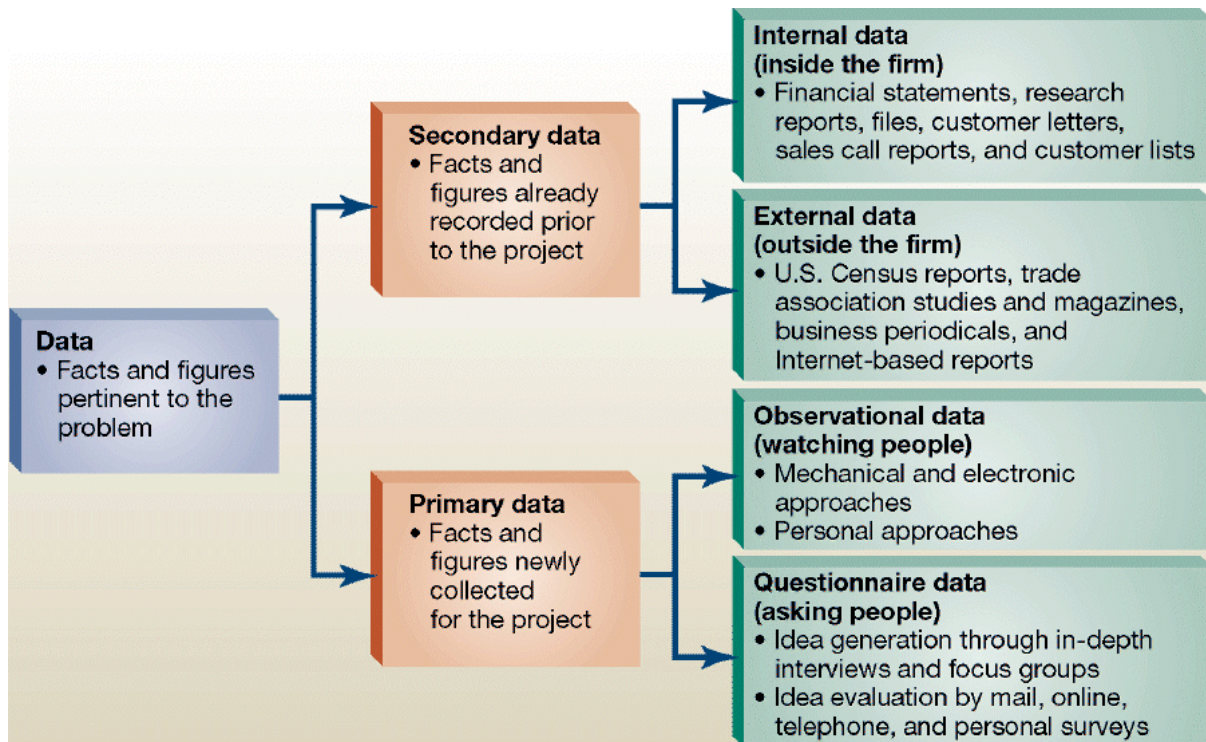 Data
• Facts and figures
pertinent to the
problem
Secondary data
• Facts and
figures already
recorded prior
to the project
Primary data
• Facts and
figures newly
collected
for the project
Internal data
(inside the firm)
• Financial statements, research
reports, files, customer letters,
sales call reports, and customer lists
External data
(outside the firm)
• U.S. Census reports, trade
association studies and magazines,
business periodicals, and
Internet-based reports
Observational data
(watching people)
• Mechanical and electronic
approaches
• Personal approaches
Questionnaire data
(asking people)
• Idea generation through in-depth
interviews and focus groups
• Idea evaluation by mail, online,
telephone, and personal surveys